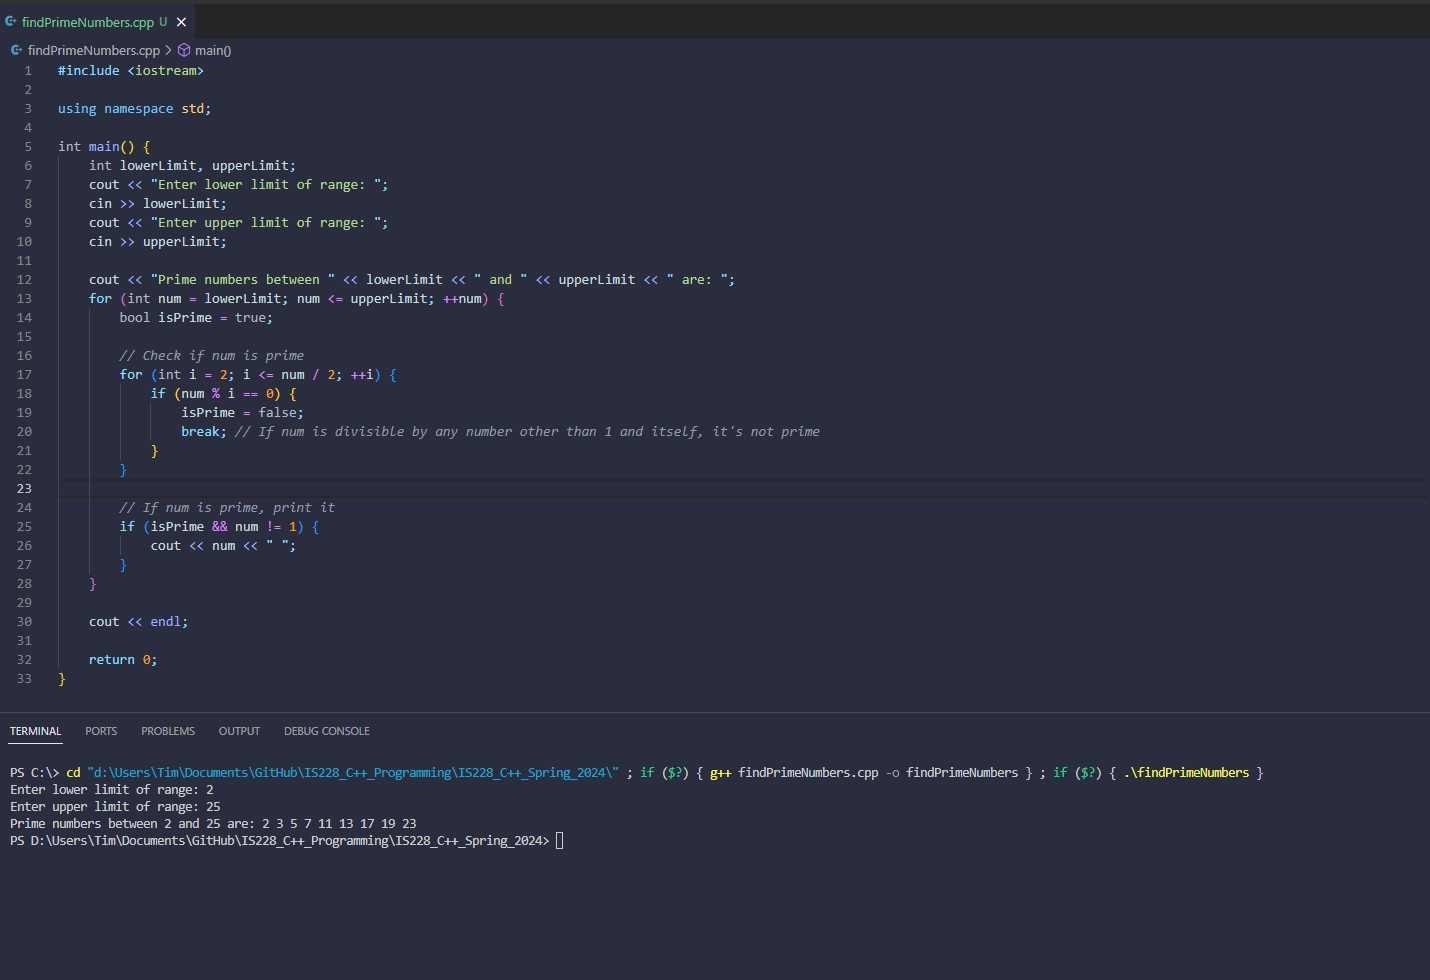 findPrimeNumbers.cpp U
findPrimeNumbers.cpp > main()
1 #include <iostream>
2
3 using namespace std;
4
5 int main() {
6     int lowerLimit, upperLimit;
7     cout << "Enter lower limit of range: ";
8     cin >> lowerLimit;
9     cout << "Enter upper limit of range: ";
10     cin >> upperLimit;
11
12     cout << "Prime numbers between " << lowerLimit << " and " << upperLimit << " are: ";
13     for (int num = lowerLimit; num <= upperLimit; ++num) {
14         bool isPrime = true;
15
16         // Check if num is prime
17         for (int i = 2; i <= num / 2; ++i) {
18             if (num % i == 0) {
19                 isPrime = false;
20                 break; // If num is divisible by any number other than 1 and itself, it's not prime
21             }
22         }
23
24         // If num is prime, print it
25         if (isPrime && num != 1) {
26             cout << num << " ";
27         }
28     }
29
30     cout << endl;
31
32     return 0;
33 }
TERMINAL PORTS PROBLEMS OUTPUT DEBUG CONSOLE
PS C:\> cd "d:\Users\Tim\Documents\GitHub\IS228_C++_Programming\IS228_C++_Spring_2024\" ; if ($?) { g++ findPrimeNumbers.cpp -o findPrimeNumbers } ; if ($?) { .\findPrimeNumbers }
Enter lower limit of range: 2
Enter upper limit of range: 25
Prime numbers between 2 and 25 are: 2 3 5 7 11 13 17 19 23
PS D:\Users\Tim\Documents\GitHub\IS228_C++_Programming\IS228_C++_Spring_2024>